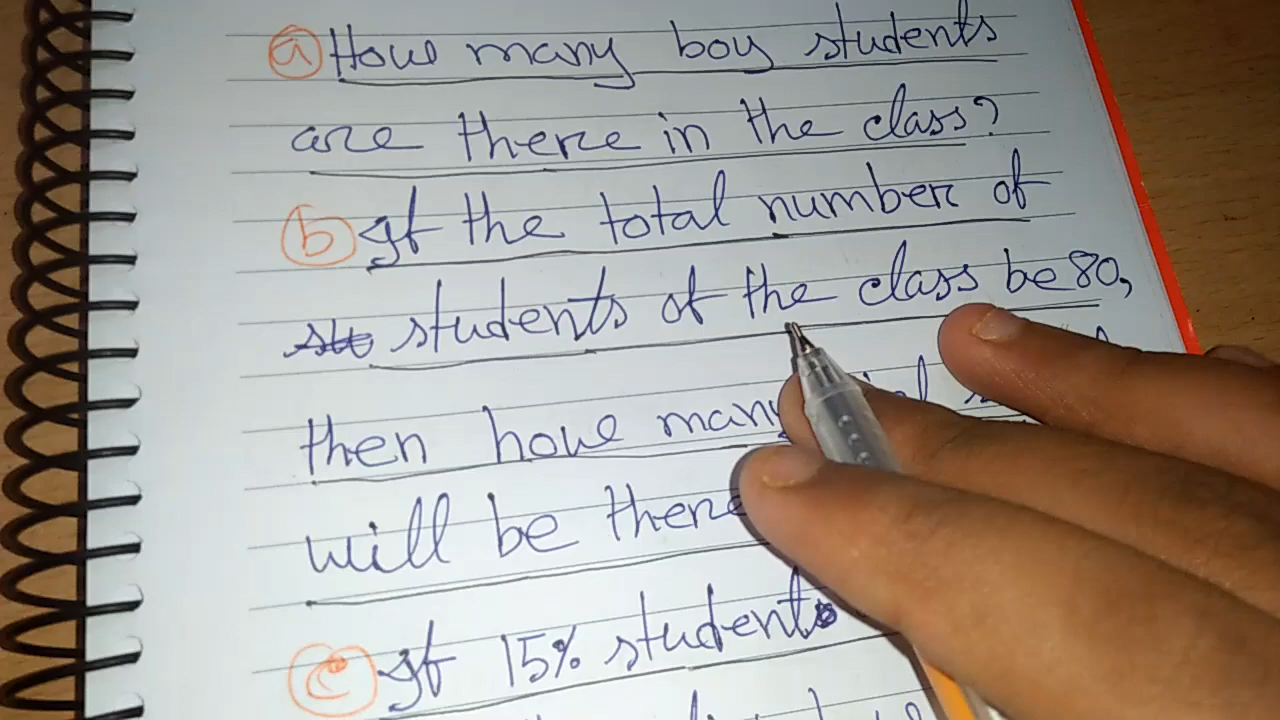 a How many boy students
are there in the class?
b If the total number of
students of the class be 80,
then how many
will be there
c If 15% students